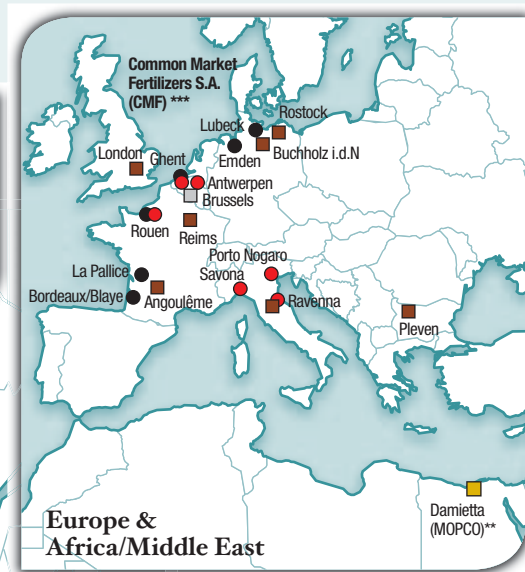 Common Market
Fertilizers S.A.
(CMF) ***
Rostock
Lubeck
Buchholz i.d.N
Emden
London
Ghent
Antwerpen
Brussels
Rouen
Reims
Porto Nogaro
La Pallice
Savona
Bordeaux/Blaye
Angoulême
Ravenna
Pleven
Damietta
(MOPCO)**
Europe &
Africa/Middle East